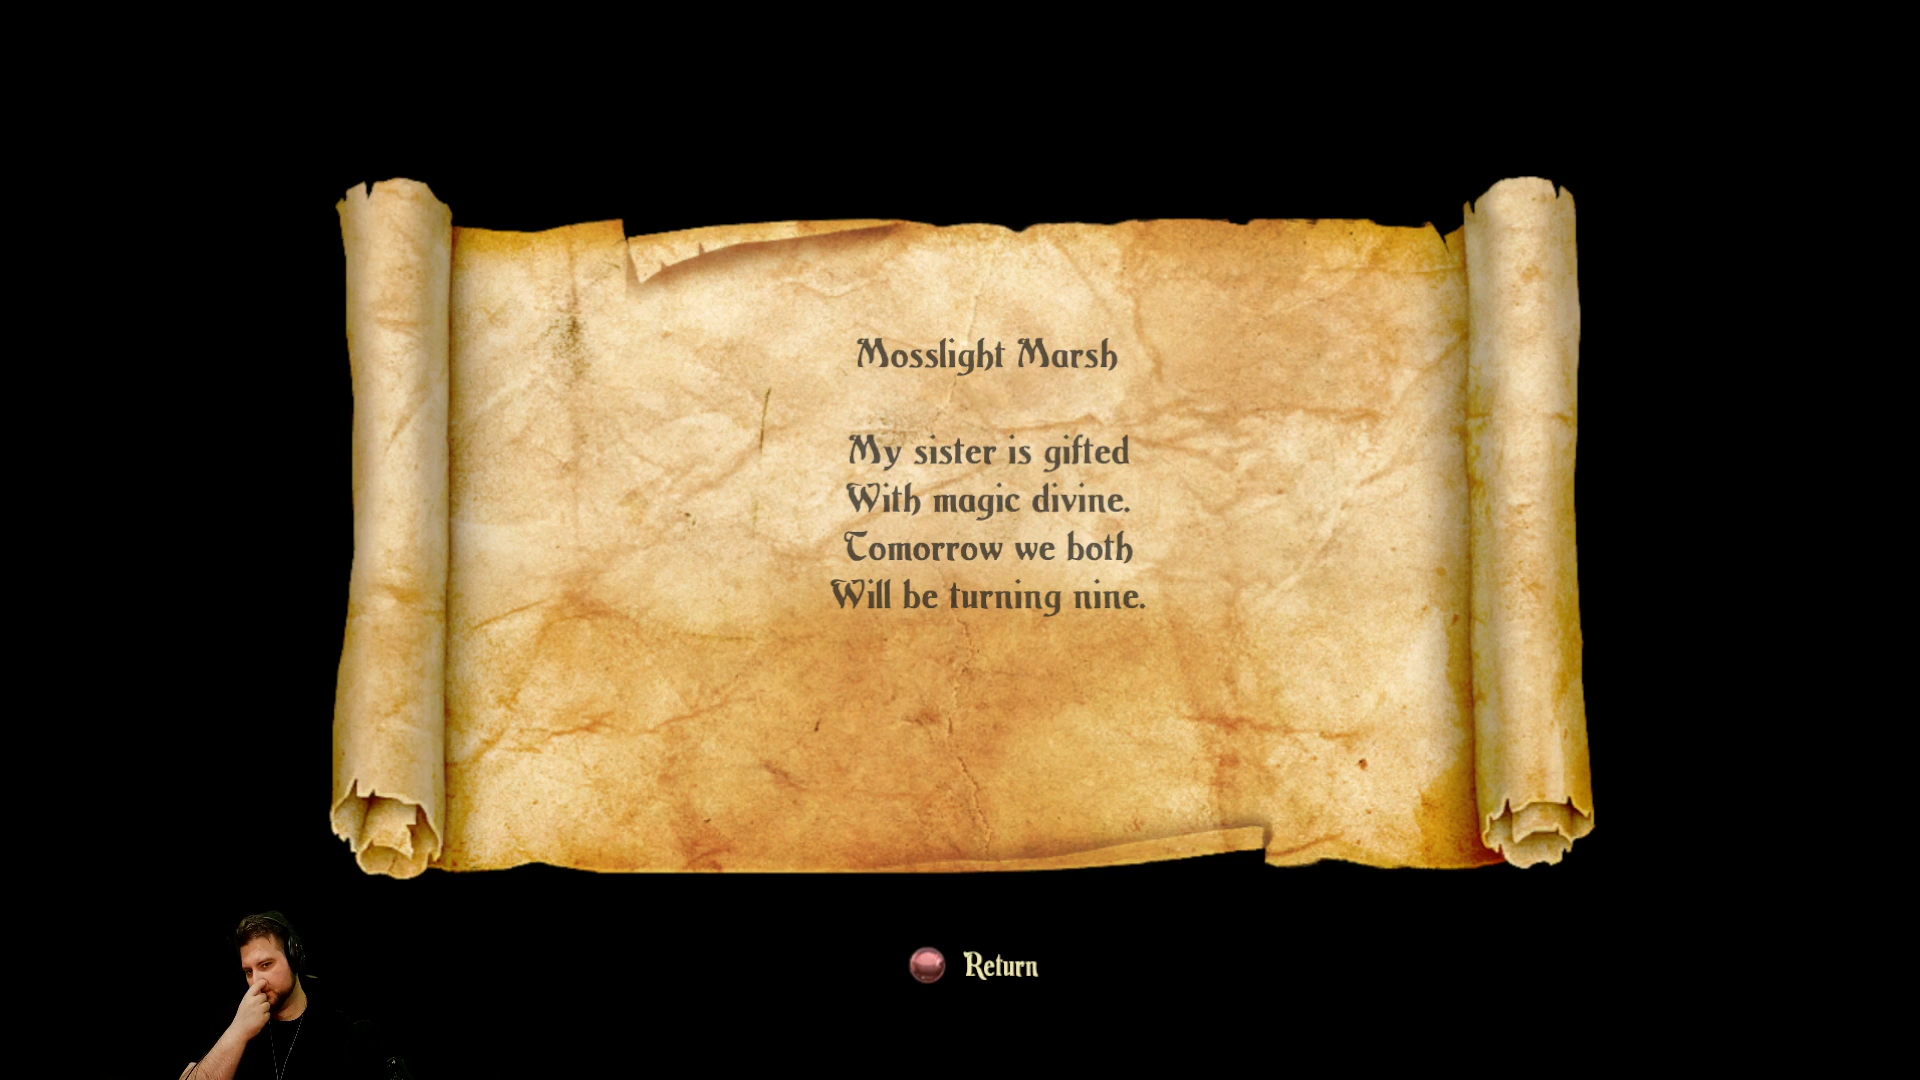 Mosslight Marsh
My sister is gifted
With magic divine.
Tomorrow we both
Will be turning nine.
Return